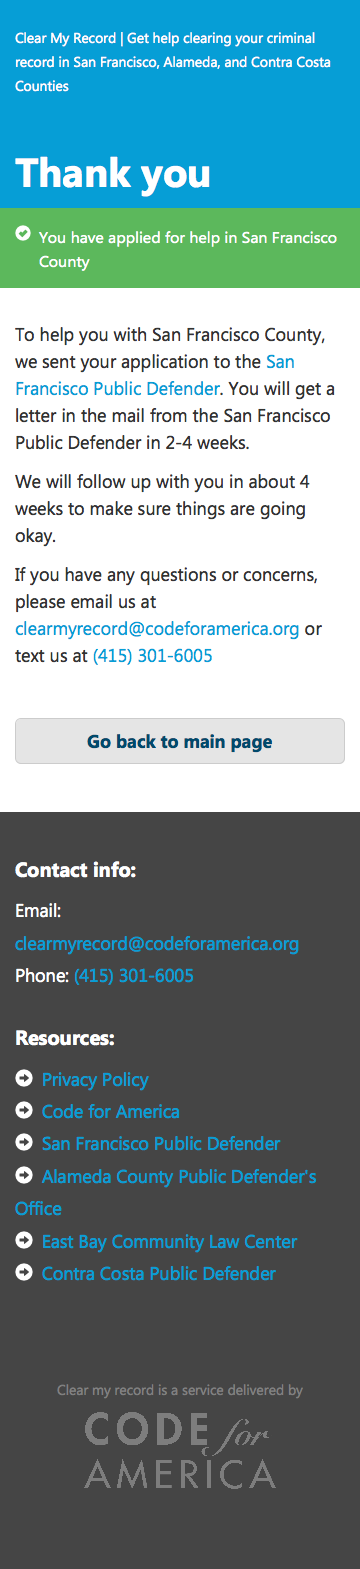 Clear My Record | Get help clearing your criminal
record in San Francisco, Alameda, and Contra Costa
Counties
Thank you
You have applied for help in San Francisco
County
To help you with San Francisco County,
we sent your application to the San
Francisco Public Defender. You will get a
letter in the mail from the San Francisco
Public Defender in 2-4 weeks.
We will follow up with you in about 4
weeks to make sure things are going
okay.
If you have any questions or concerns,
please email us at
clearmyrecord@codeforamerica.org or
text us at (415) 301-6005
Go back to main page
Contact info:
Email:
clearmyrecord@codeforamerica.org
Phone: (415) 301-6005
Resources:
Privacy Policy
Code for America
San Francisco Public Defender
Alameda County Public Defender's
Office
East Bay Community Law Center
Contra Costa Public Defender
Clear my record is a service delivered by
CODE for
AMERICA